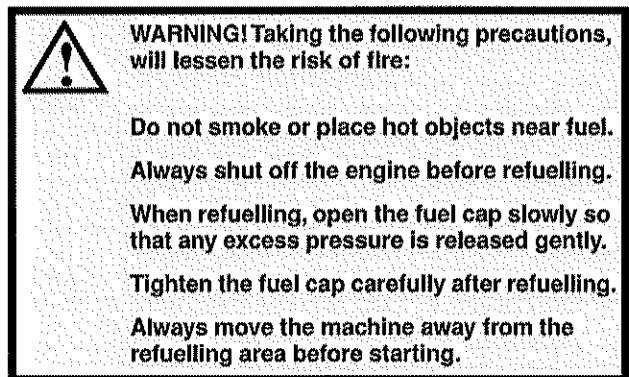 WARNING! Taking the following precautions,
will lessen the risk of fire:
Do not smoke or place hot objects near fuel.
Always shut off the engine before refuelling.
When refuelling, open the fuel cap slowly so
that any excess pressure is released gently.
Tighten the fuel cap carefully after refuelling.
Always move the machine away from the
refuelling area before starting.